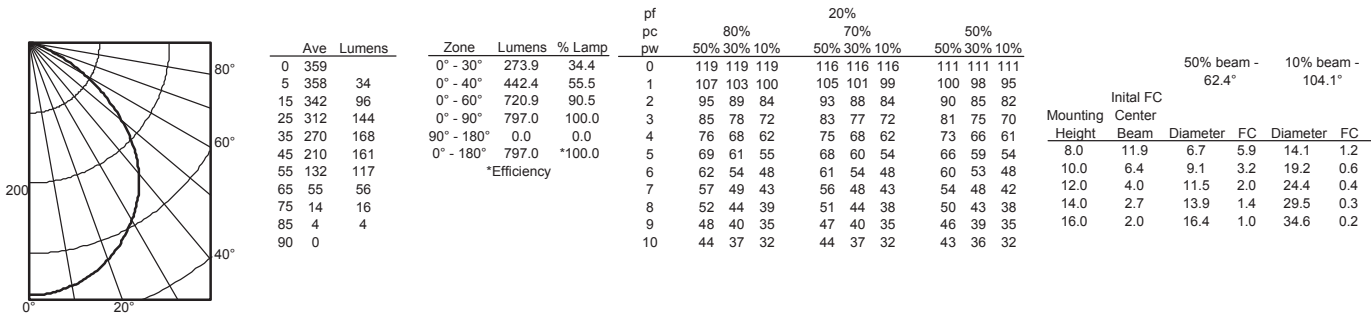 80°
60°
200
40°
0° 20°
Ave Lumens
0 359
5 358 34
15 342 96
25 312 144
35 270 168
45 210 161
55 132 117
65 55 56
75 14 16
85 4 4
90 0
Zone Lumens % Lamp
0° - 30° 273.9 34.4
0° - 40° 442.4 55.5
0° - 60° 720.9 90.5
0° - 90° 797.0 100.0
90° - 180° 0.0 0.0
0° - 180° 797.0 *100.0
*Efficiency
pf 20%
pc 80% 70% 50%
pw 50% 30% 10% 50% 30% 10% 50% 30% 10%
0 119 119 119 116 116 116 111 111 111
1 107 103 100 105 101 99 100 98 95
2 95 89 84 93 88 84 90 85 82
3 85 78 72 83 77 72 81 75 70
4 76 68 62 75 68 62 73 66 61
5 69 61 55 68 60 54 66 59 54
6 62 54 48 61 54 48 60 53 48
7 57 49 43 56 48 43 54 48 42
8 52 44 39 51 44 38 50 43 38
9 48 40 35 47 40 35 46 39 35
10 44 37 32 44 37 32 43 36 32
50% beam - 10% beam -
62.4° 104.1°
Inital FC
Mounting Center
Height Beam Diameter FC Diameter FC
8.0 11.9 6.7 5.9 14.1 1.2
10.0 6.4 9.1 3.2 19.2 0.6
12.0 4.0 11.5 2.0 24.4 0.4
14.0 2.7 13.9 1.4 29.5 0.3
16.0 2.0 16.4 1.0 34.6 0.2